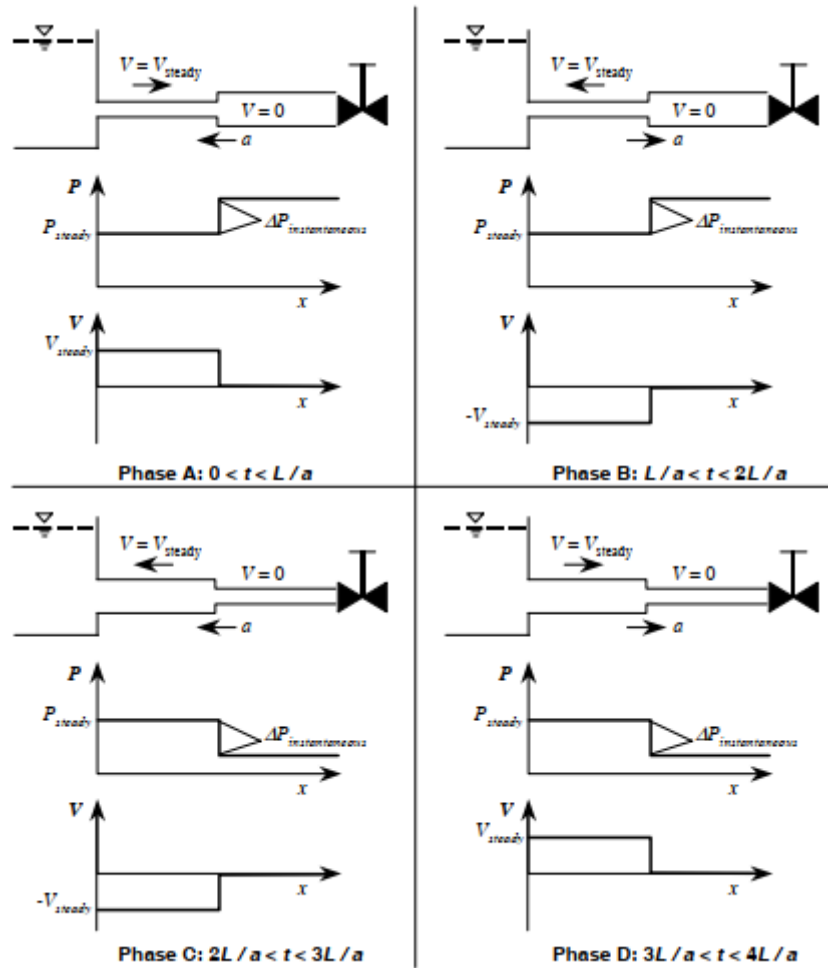 V = V_steady
V = 0
a
P
P_steady
ΔP_instantaneous
x
V
V_steady
x
Phase A: 0 < t < L / a
V = V_steady
V = 0
a
P
P_steady
ΔP_instantaneous
x
V
x
-V_steady
Phase B: L / a < t < 2L / a
V = V_steady
V = 0
a
P
P_steady
ΔP_instantaneous
x
V
x
-V_steady
Phase C: 2L / a < t < 3L / a
V = V_steady
V = 0
a
P
P_steady
ΔP_instantaneous
x
V
V_steady
x
Phase D: 3L / a < t < 4L / a